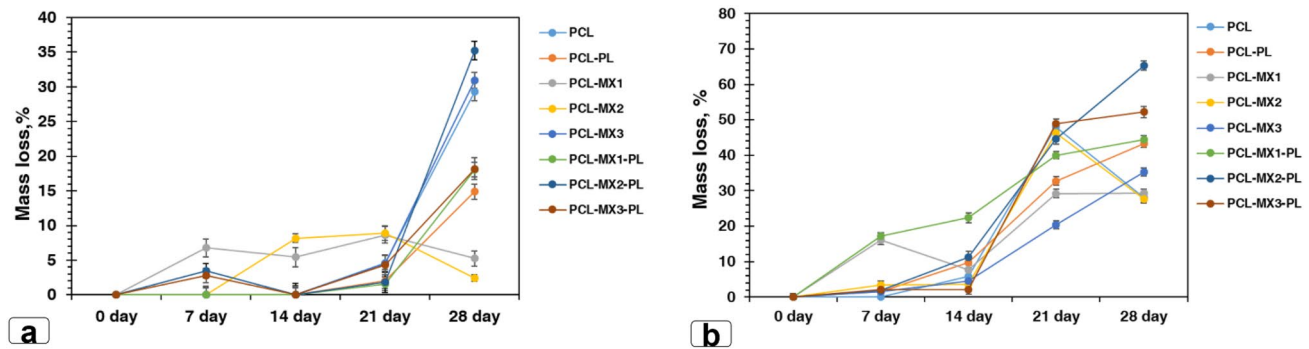 40
35
30
25
20
15
10
5
0
Mass loss, %
0 day 7 day 14 day 21 day 28 day
PCL
PCL-PL
PCL-MX1
PCL-MX2
PCL-MX3
PCL-MX1-PL
PCL-MX2-PL
PCL-MX3-PL
a
80
70
60
50
40
30
20
10
0
Mass loss, %
0 day 7 day 14 day 21 day 28 day
PCL
PCL-PL
PCL-MX1
PCL-MX2
PCL-MX3
PCL-MX1-PL
PCL-MX2-PL
PCL-MX3-PL
b